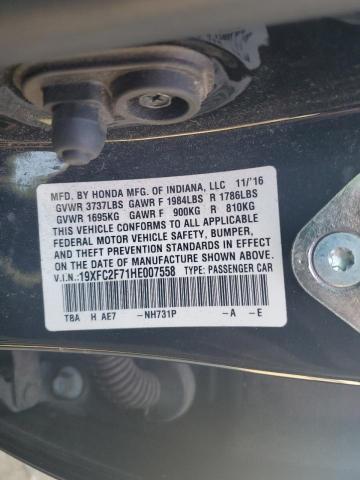 MFD. BY HONDA MFG. OF INDIANA, LLC 11/'16
GVWR 3737LBS GAWR F 1984LBS R 1786LBS
GVWR 1695KG GAWR F 900KG R 810KG
THIS VEHICLE CONFORMS TO ALL APPLICABLE
FEDERAL MOTOR VEHICLE SAFETY, BUMPER,
AND THEFT PREVENTION STANDARDS IN EFFECT
ON THE DATE OF MANUFACTURE SHOWN ABOVE.
V.I.N.:19XFC2F71HE007558 TYPE: PASSENGER CAR
TBA H AE7 -NH731P -A -E